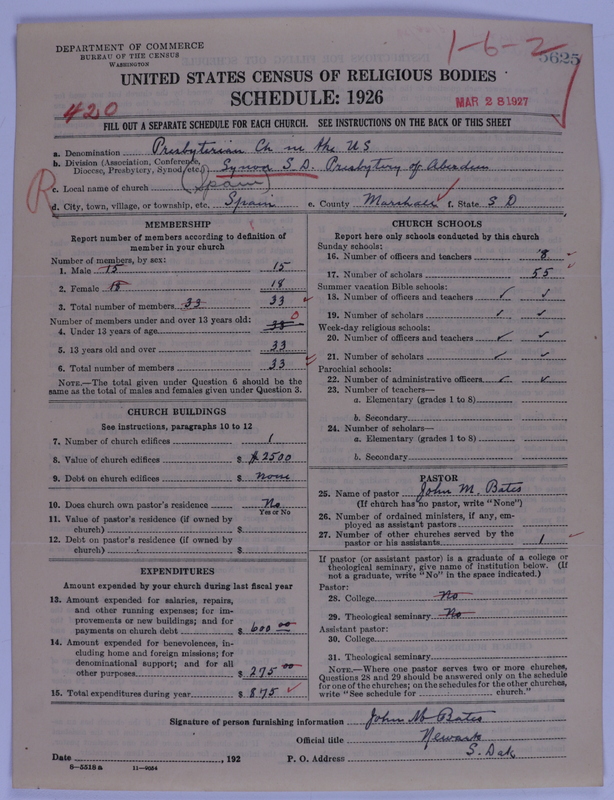 DEPARTMENT OF COMMERCE
BUREAU OF THE CENSUS
WASHINGTON
1-6-2
5625
UNITED STATES CENSUS OF RELIGIOUS BODIES
SCHEDULE: 1926
420
MAR 28 1927
FILL OUT A SEPARATE SCHEDULE FOR EACH CHURCH. SEE INSTRUCTIONS ON THE BACK OF THIS SHEET
a. Denomination Presbyterian Ch in the US
b. Division (Association, Conference, Diocese, Presbytery, Synod, etc.) Synod S.D. Presbytery of Aberdeen
R
c. Local name of church (Spain)
d. City, town, village, or township, etc. Spain e. County Marshall f. State S D
MEMBERSHIP
Report number of members according to definition of
member in your church
Number of members, by sex:
1. Male 15 15
2. Female 18 18
3. Total number of members 33 33
Number of members under and over 13 years old:
4. Under 13 years of age 33 0
5. 13 years old and over 33
6. Total number of members 33
NOTE.—The total given under Question 6 should be
same as the total of males and females given under Question 3.
CHURCH BUILDINGS
See instructions, paragraphs 10 to 12
7. Number of church edifices 1
8. Value of church edifices $ $2500
9. Debt on church edifices $ none
10. Does church own pastor's residence No
Yes or No
11. Value of pastor's residence (if owned by
church) $
12. Debt on pastor's residence (if owned by
church) $
EXPENDITURES
Amount expended by your church during last fiscal year
13. Amount expended for salaries, repairs,
and other running expenses; for im-
provements or new buildings; and for
payments on church debt $ 600 00
14. Amount expended for benevolences, in-
cluding home and foreign missions; for
denominational support; and for all
other purposes $ 275 00
15. Total expenditures during year $ 875
CHURCH SCHOOLS
Report here only schools conducted by this church
Sunday schools:
16. Number of officers and teachers 8
17. Number of scholars 55
Summer vacation Bible schools:
18. Number of officers and teachers
19. Number of scholars
Week-day religious schools:
20. Number of officers and teachers
21. Number of scholars
Parochial schools:
22. Number of administrative officers
23. Number of teachers—
a. Elementary (grades 1 to 8)
b. Secondary
24. Number of scholars—
a. Elementary (grades 1 to 8)
b. Secondary
PASTOR
25. Name of pastor John M. Bates
(If church has no pastor, write "None")
26. Number of ordained ministers, if any, em-
ployed as assistant pastors
27. Number of other churches served by the
pastor or his assistants 1
If pastor (or assistant pastor) is a graduate of a college or
theological seminary, give name of institution below. (If
not a graduate, write "No" in the space indicated.)
Pastor:
28. College No
29. Theological seminary No
Assistant pastor:
30. College
31. Theological seminary
NOTE.—Where one pastor serves two or more churches,
Questions 28 and 29 should be answered only on the schedule
for one of the churches; on the schedules for the other churches,
write "See schedule for church."
Signature of person furnishing information John M Bates
Official title Newark
Date , 192 P. O. Address S. Dak
8-5518 a 11-9054